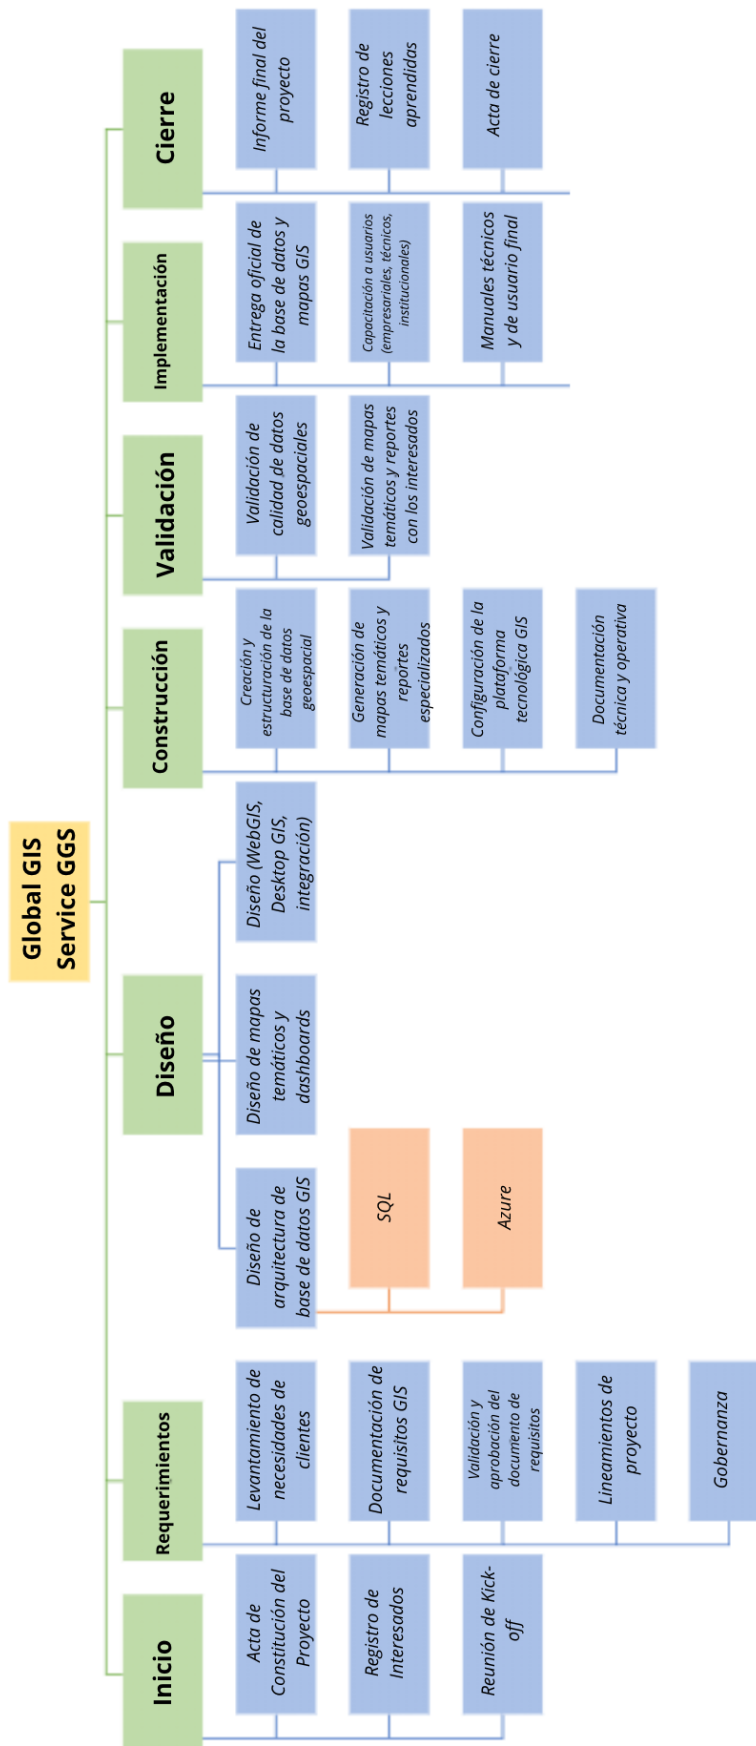 Global GIS
Service GGS
Inicio
Acta de
Constitución del
Proyecto
Registro de
Interesados
Reunión de Kick-
off
Requerimientos
Levantamiento de
necesidades de
clientes
Documentación de
requisitos GIS
Validación y
aprobación del
documento de
requisitos
Lineamientos de
proyecto
Gobernanza
Diseño
Diseño de
arquitectura de
base de datos GIS
SQL
Azure
Diseño de mapas
temáticos y
dashboards
Diseño (WebGIS,
Desktop GIS,
integración)
Construcción
Creación y
estructuración de la
base de datos
geoespacial
Generación de
mapas temáticos y
reportes
especializados
Configuración de la
plataforma
tecnológica GIS
Documentación
técnica y operativa
Validación
Validación de
calidad de datos
geoespaciales
Validación de mapas
temáticos y reportes
con los interesados
Implementación
Entrega oficial de
la base de datos y
mapas GIS
Capacitación a usuarios
(empresariales, técnicos,
institucionales)
Manuales técnicos
y de usuario final
Cierre
Informe final del
proyecto
Registro de
lecciones
aprendidas
Acta de cierre